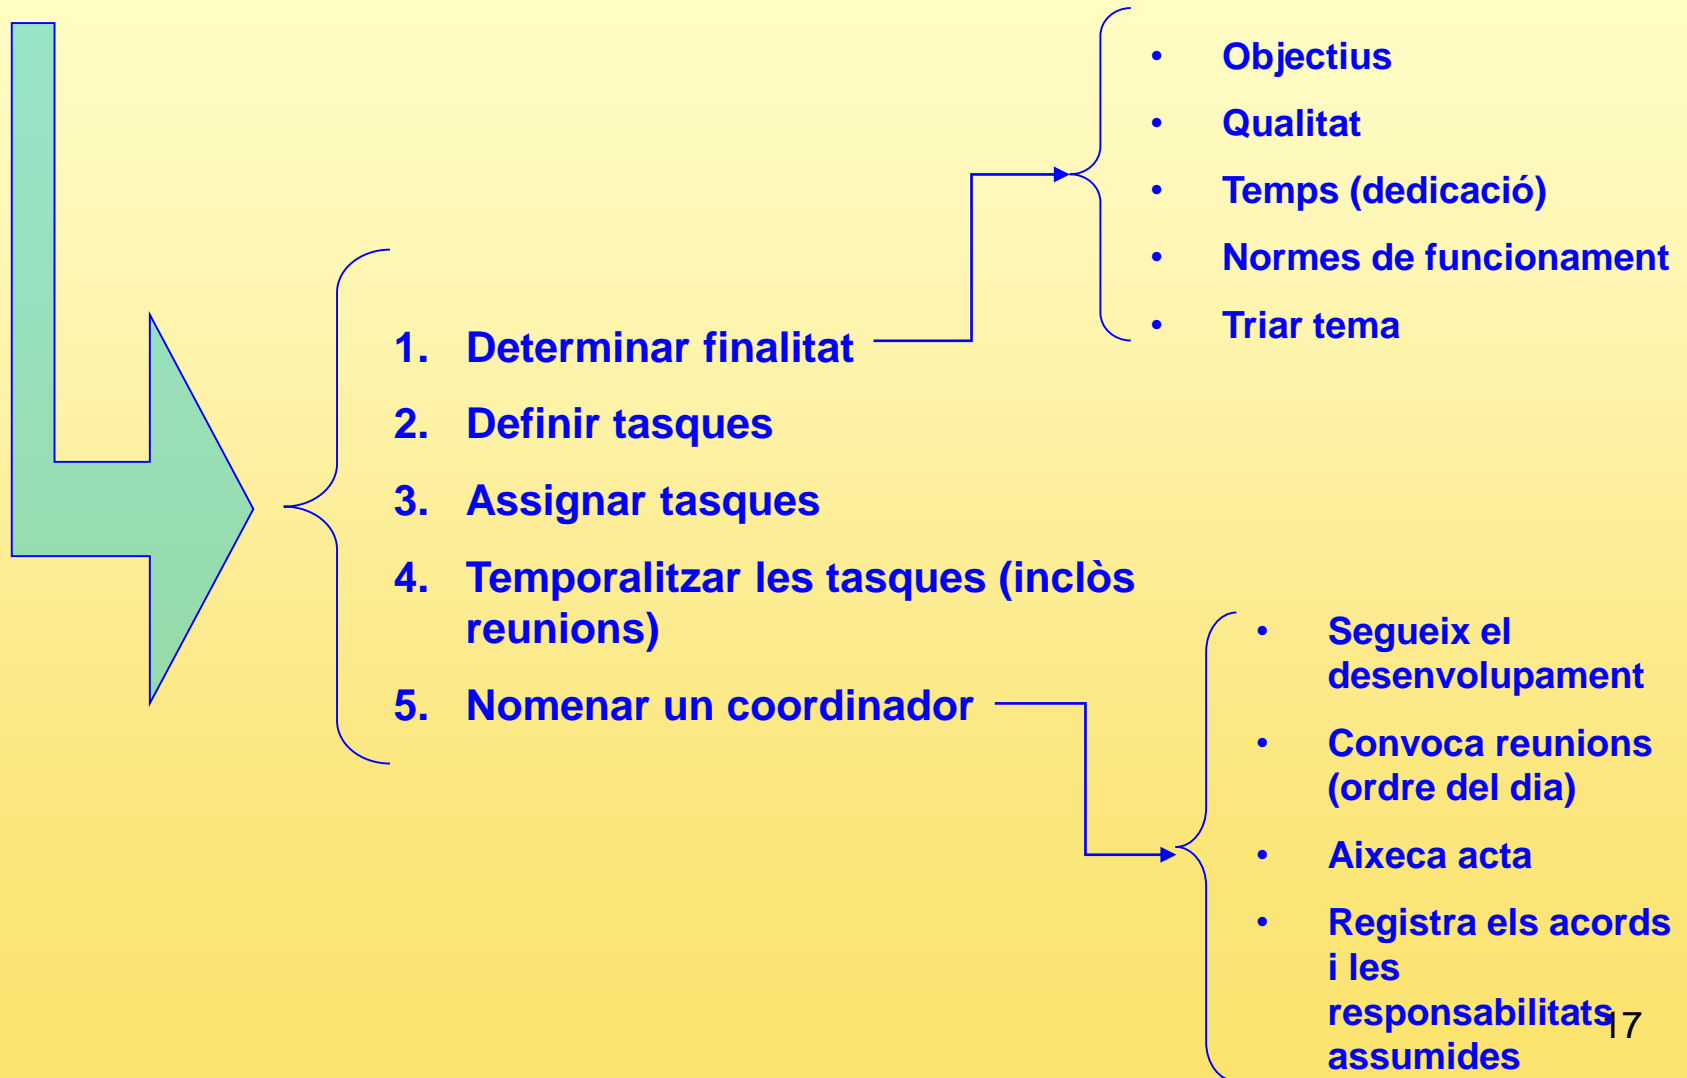 • Objectius
• Qualitat
• Temps (dedicació)
• Normes de funcionament
• Triar tema
1. Determinar finalitat
2. Definir tasques
3. Assignar tasques
4. Temporalitzar les tasques (inclòs
reunions)
5. Nomenar un coordinador
• Segueix el
desenvolupament
• Convoca reunions
(ordre del dia)
• Aixeca acta
• Registra els acords
i les
responsabilitats
assumides
17